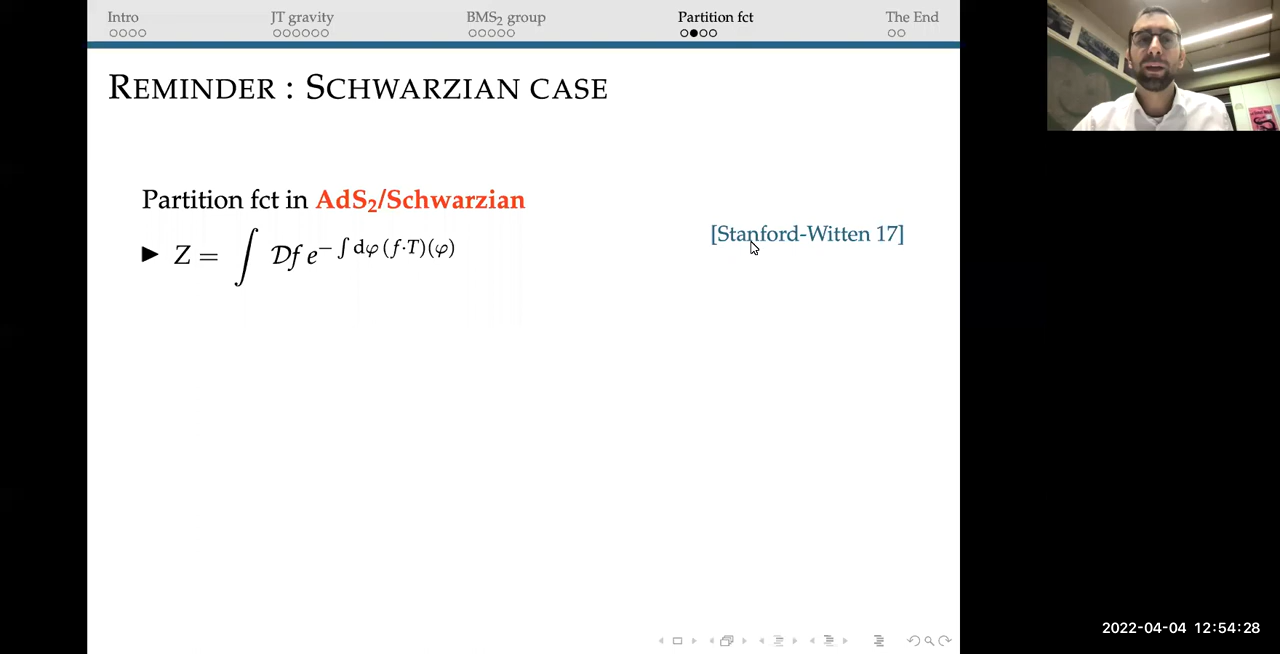 Intro JT gravity BMS₂ group Partition fct The End
REMINDER : SCHWARZIAN CASE
Partition fct in AdS₂/Schwarzian
[Stanford-Witten 17]
► Z = ∫ 𝒟f e^{−∫dφ (f·T)(φ)}
2022-04-04 12:54:28